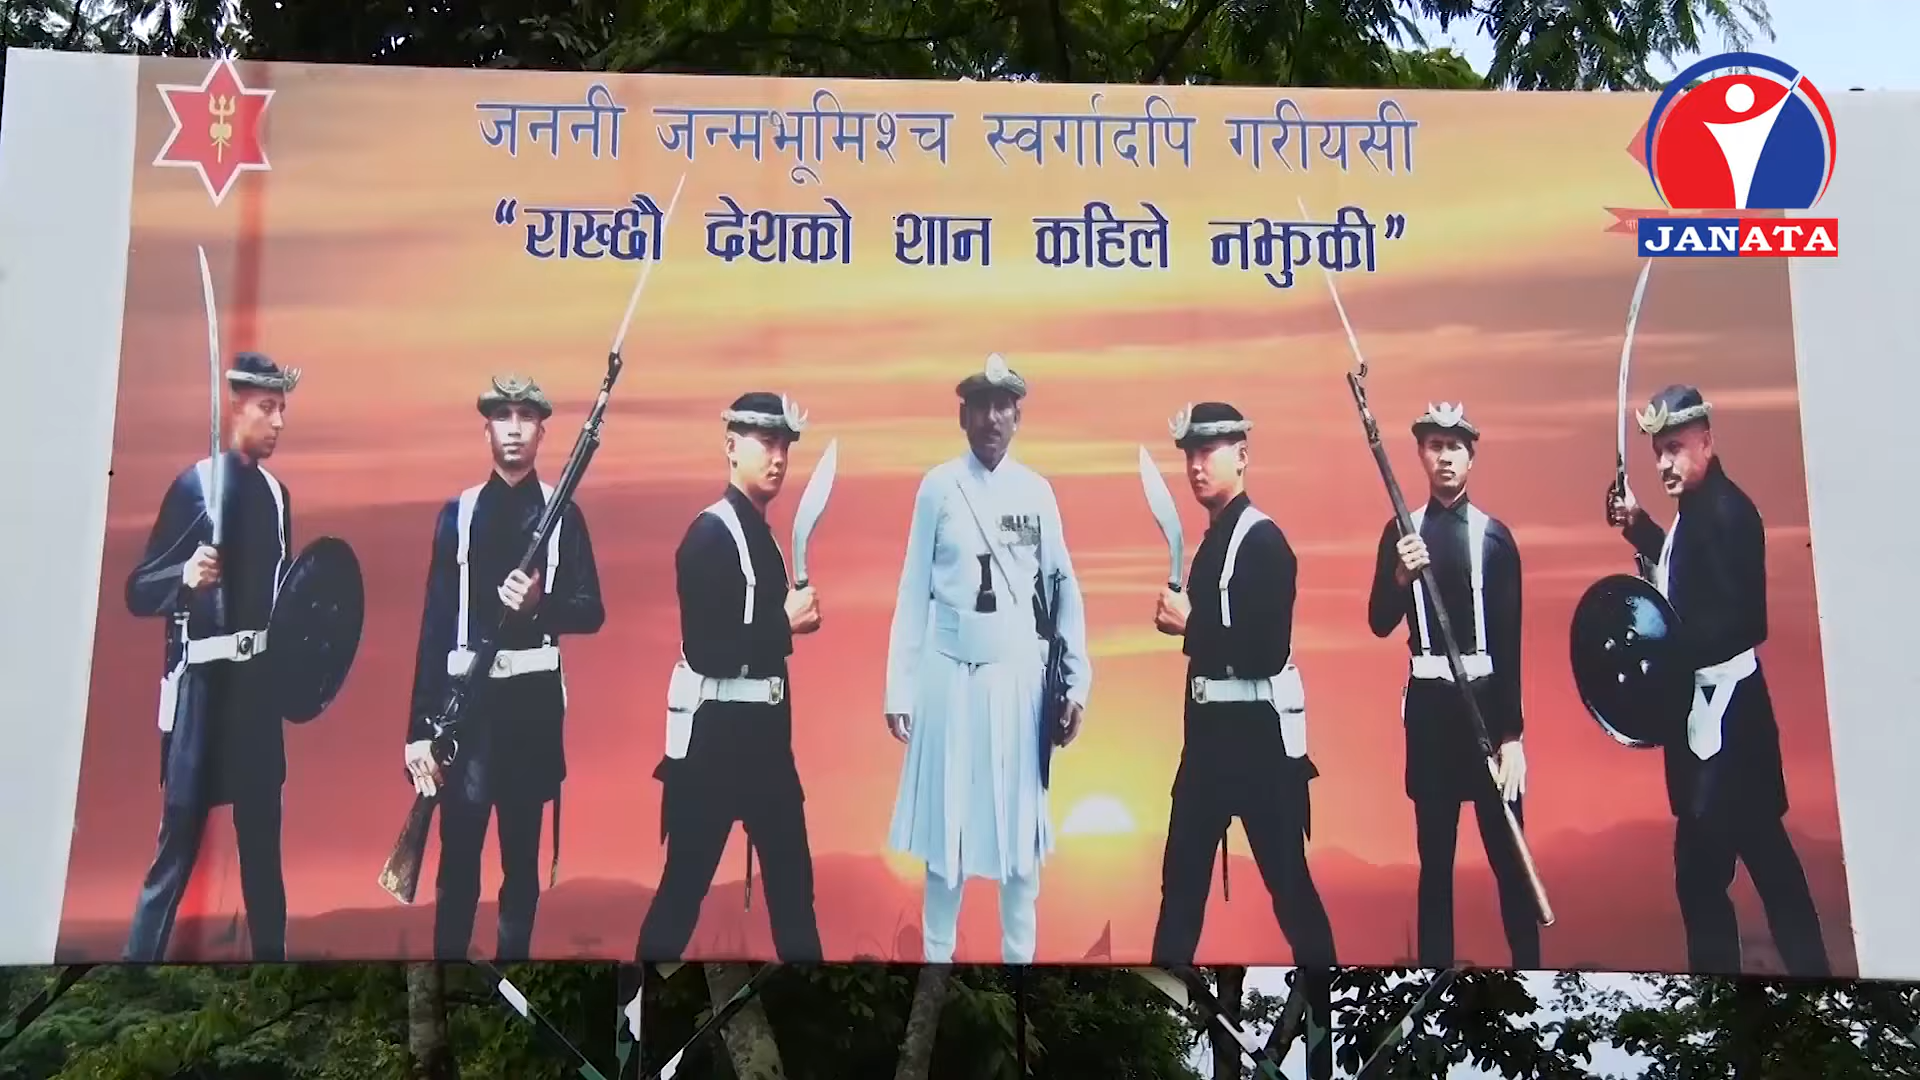 जननी जन्मभूमिश्च स्वर्गादपि गरीयसी
“राख्छौ देशको शान कहिले नझुकी”
JANATA